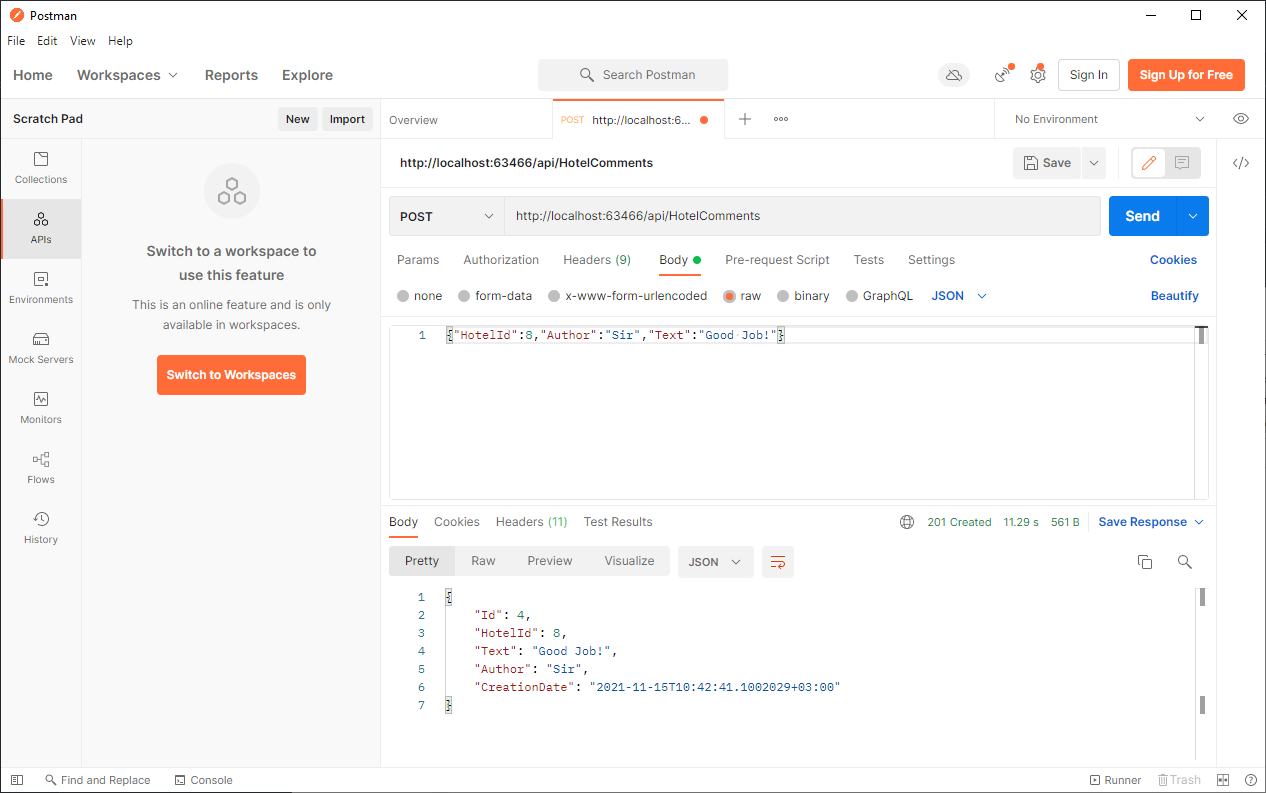 Postman
File Edit View Help
Home Workspaces Reports Explore Search Postman Sign In Sign Up for Free
Scratch Pad New Import
Overview POST http://localhost:6... No Environment
Collections
APIs
Environments
Mock Servers
Monitors
Flows
History
Switch to a workspace to
use this feature
This is an online feature and is only
available in workspaces.
Switch to Workspaces
http://localhost:63466/api/HotelComments Save
POST http://localhost:63466/api/HotelComments Send
Params Authorization Headers (9) Body Pre-request Script Tests Settings Cookies
none form-data x-www-form-urlencoded raw binary GraphQL JSON Beautify
1 {"HotelId":8,"Author":"Sir","Text":"Good Job!"}
Body Cookies Headers (11) Test Results 201 Created 11.29 s 561 B Save Response
Pretty Raw Preview Visualize JSON
1 {
2 "Id": 4,
3 "HotelId": 8,
4 "Text": "Good Job!",
5 "Author": "Sir",
6 "CreationDate": "2021-11-15T10:42:41.1002029+03:00"
7 }
Find and Replace Console Runner Trash